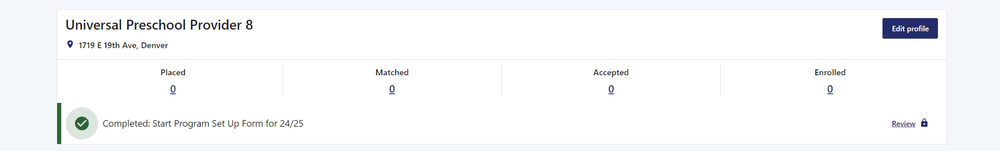 Universal Preschool Provider 8
Edit profile
1719 E 19th Ave, Denver
Placed
0
Matched
0
Accepted
0
Enrolled
0
Completed: Start Program Set Up Form for 24/25
Review